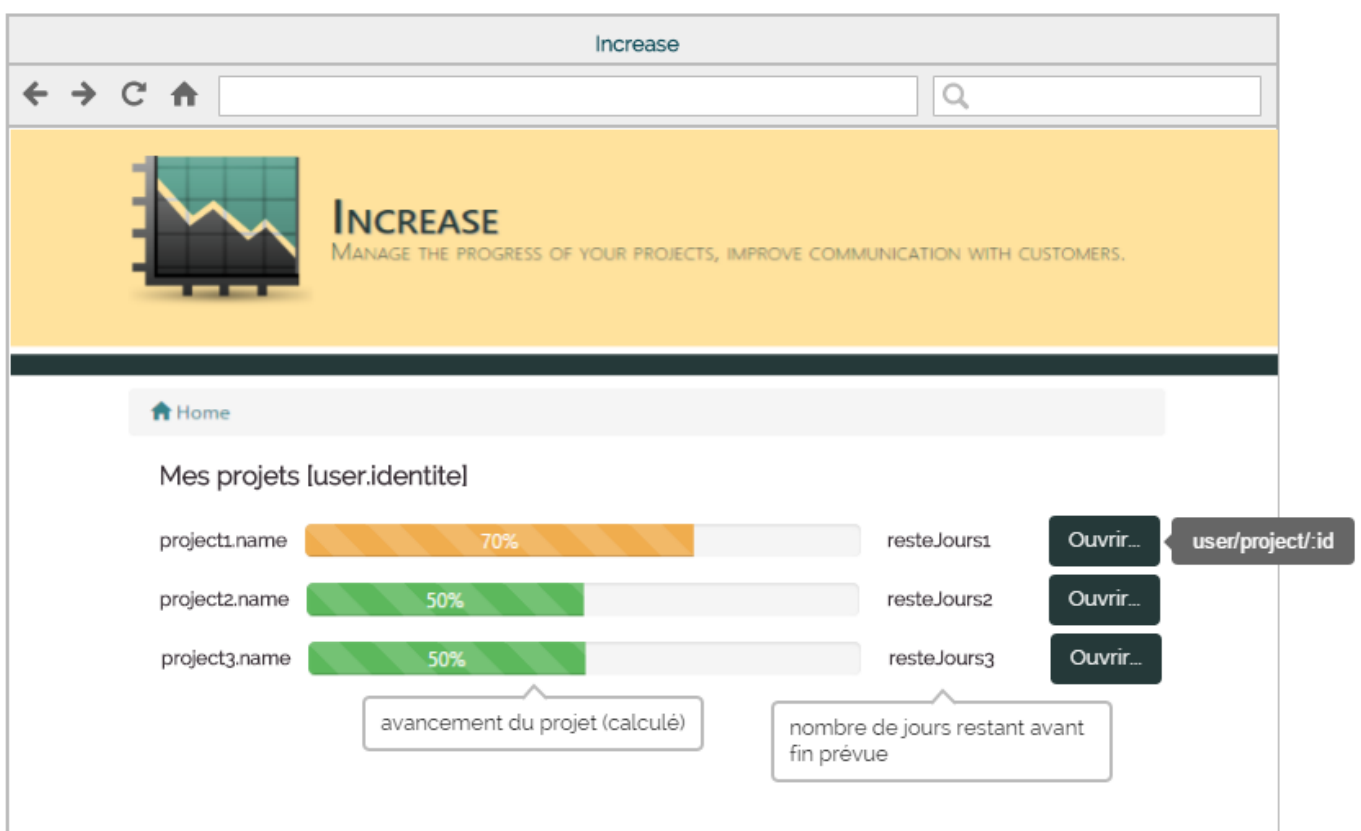 Increase
INCREASE
MANAGE THE PROGRESS OF YOUR PROJECTS, IMPROVE COMMUNICATION WITH CUSTOMERS.
Home
Mes projets [user.identite]
project1.name 70% resteJours1 Ouvrir... user/project/:id
project2.name 50% resteJours2 Ouvrir...
project3.name 50% resteJours3 Ouvrir...
avancement du projet (calculé)
nombre de jours restant avant
fin prévue